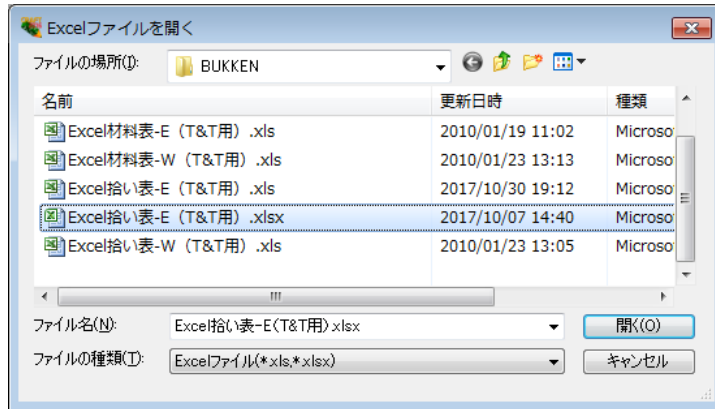 Excelファイルを開く
ファイルの場所(I): BUKKEN
名前 更新日時 種類
Excel材料表-E（T&T用）.xls 2010/01/19 11:02 Microso
Excel材料表-W（T&T用）.xls 2010/01/23 13:13 Microso
Excel拾い表-E（T&T用）.xls 2017/10/30 19:12 Microso
Excel拾い表-E（T&T用）.xlsx 2017/10/07 14:40 Microso
Excel拾い表-W（T&T用）.xls 2010/01/23 13:05 Microso
ファイル名(N): Excel拾い表-E(T&T用).xlsx 開く(O)
ファイルの種類(T): Excelファイル(*.xls,*.xlsx) キャンセル